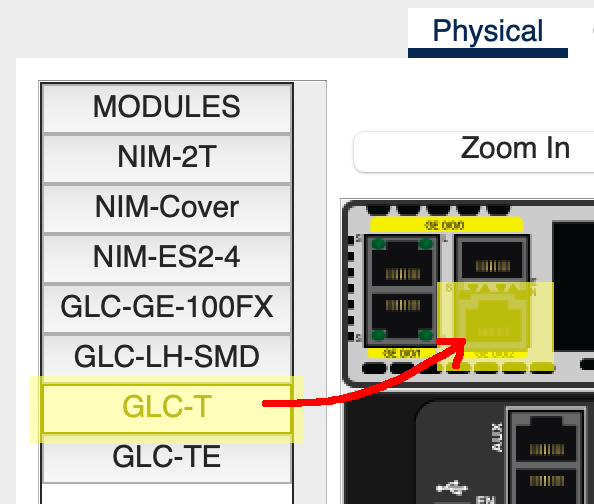 Physical
MODULES
NIM-2T
NIM-Cover
NIM-ES2-4
GLC-GE-100FX
GLC-LH-SMD
GLC-T
GLC-TE
Zoom In
GE 0/0/0
S
L
S
GE 0/0/1
GE 0/0/2
AUX
EN